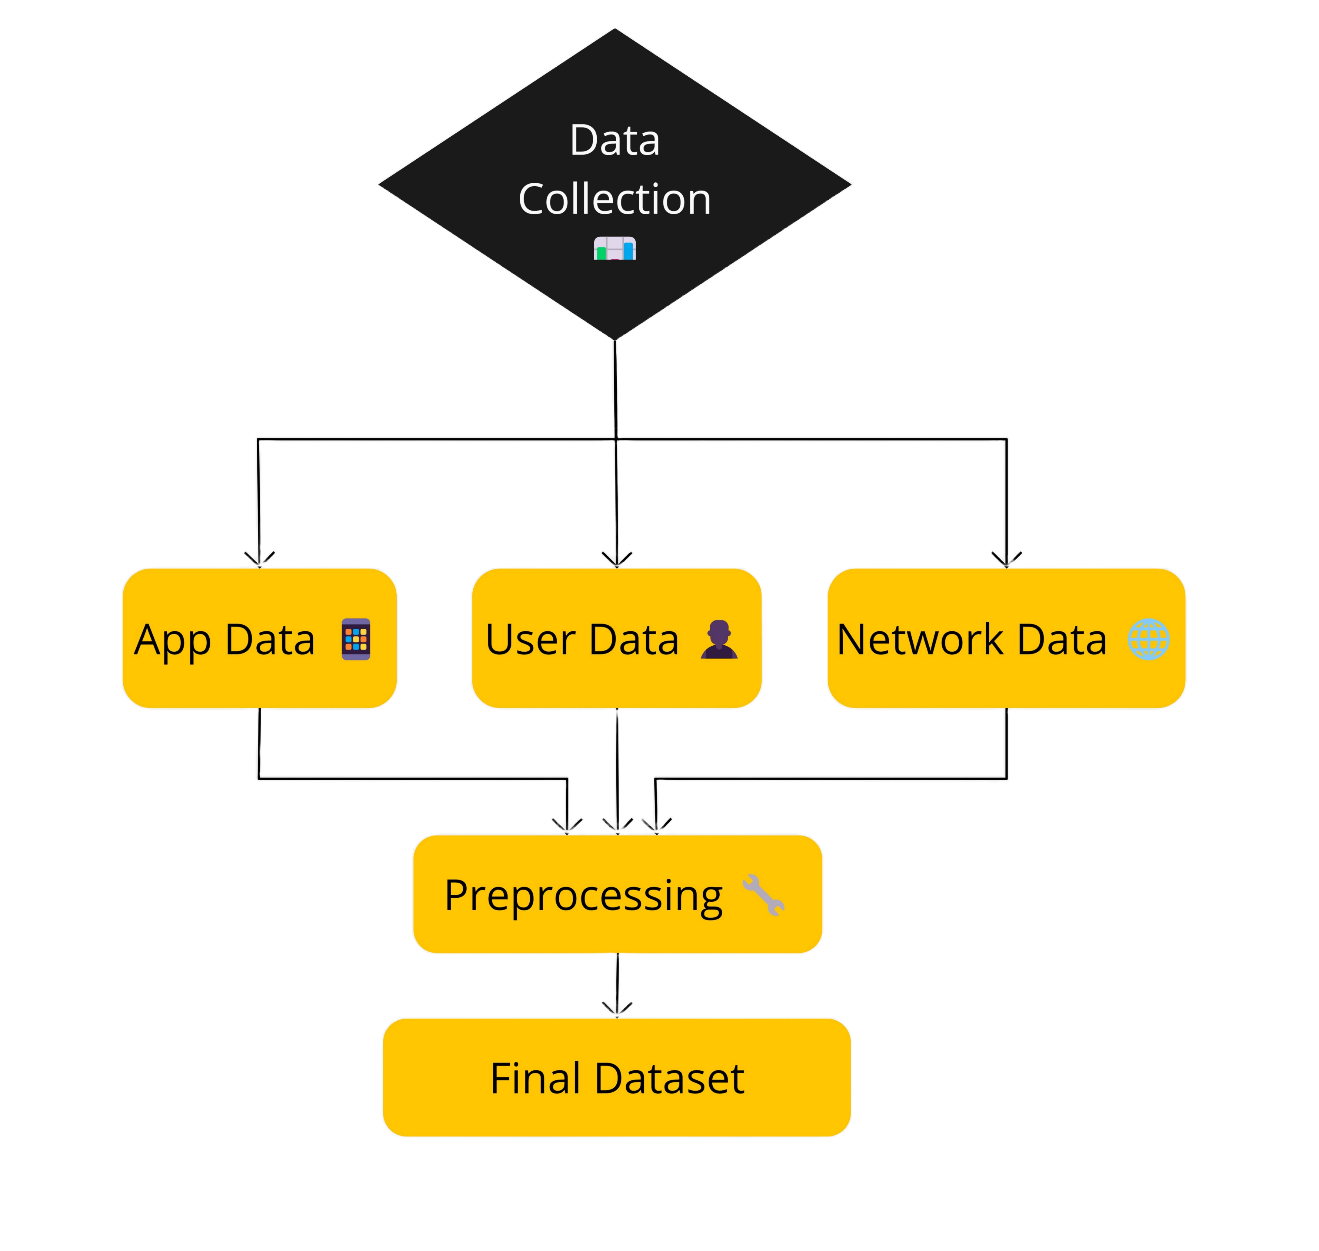 Data
Collection
App Data
User Data
Network Data
Preprocessing
Final Dataset